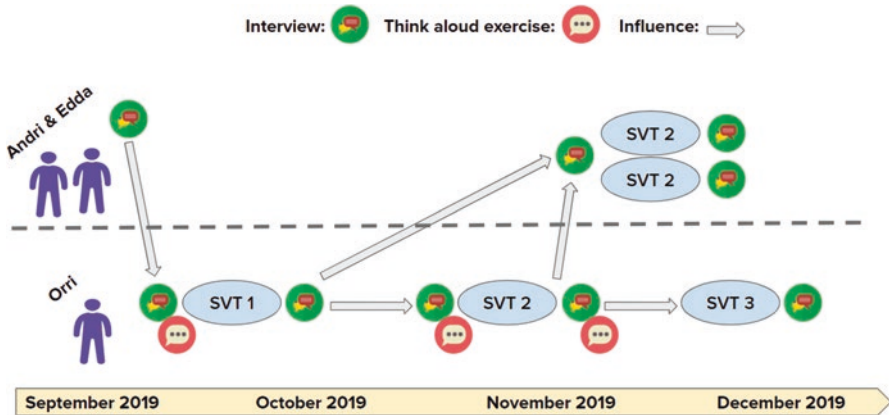 Interview: Think aloud exercise: Influence:
Andri & Edda
SVT 2
SVT 2
Orri
SVT 1
SVT 2
SVT 3
September 2019 October 2019 November 2019 December 2019